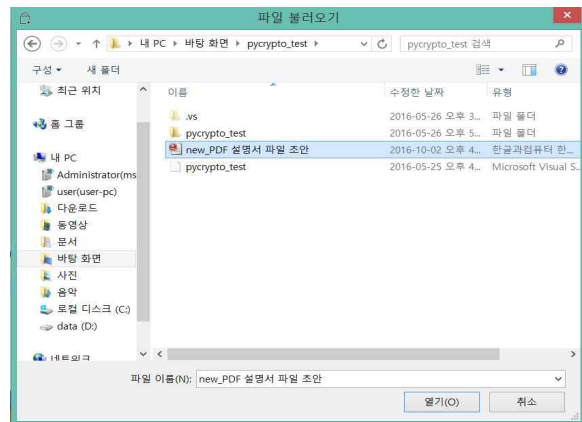 파일 불러오기
내 PC ▸ 바탕 화면 ▸ pycrypto_test ▸
pycrypto_test 검색
구성 새 폴더
최근 위치
홈 그룹
내 PC
Administrator(ms
user(user-pc)
다운로드
동영상
문서
바탕 화면
사진
음악
로컬 디스크 (C:)
data (D:)
네트워크
이름 수정한 날짜 유형
.vs 2016-05-26 오후 3... 파일 폴더
pycrypto_test 2016-05-26 오후 5... 파일 폴더
new_PDF 설명서 파일 조안 2016-10-02 오후 4... 한글과컴퓨터 한...
pycrypto_test 2016-05-25 오후 4... Microsoft Visual S...
파일 이름(N): new_PDF 설명서 파일 조안
열기(O) 취소